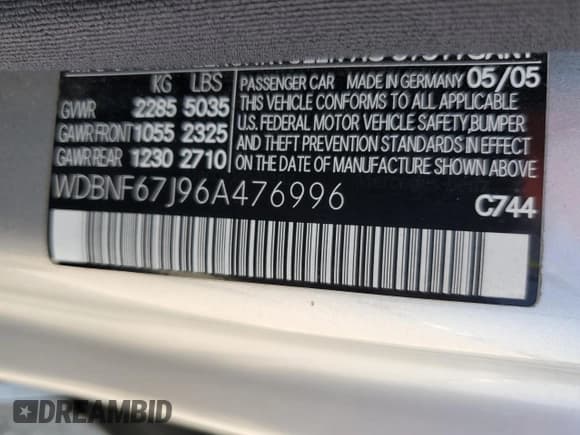 KG LBS
GVWR 2285 5035
GAWR FRONT 1055 2325
GAWR REAR 1230 2710
PASSENGER CAR MADE IN GERMANY 05/05
THIS VEHICLE CONFORMS TO ALL APPLICABLE
U.S. FEDERAL MOTOR VEHICLE SAFETY, BUMPER
AND THEFT PREVENTION STANDARDS IN EFFECT
ON THE DATE OF MANUFACTURE SHOWN ABOVE.
WDBNF67J96A476996
C744
DREAMBID